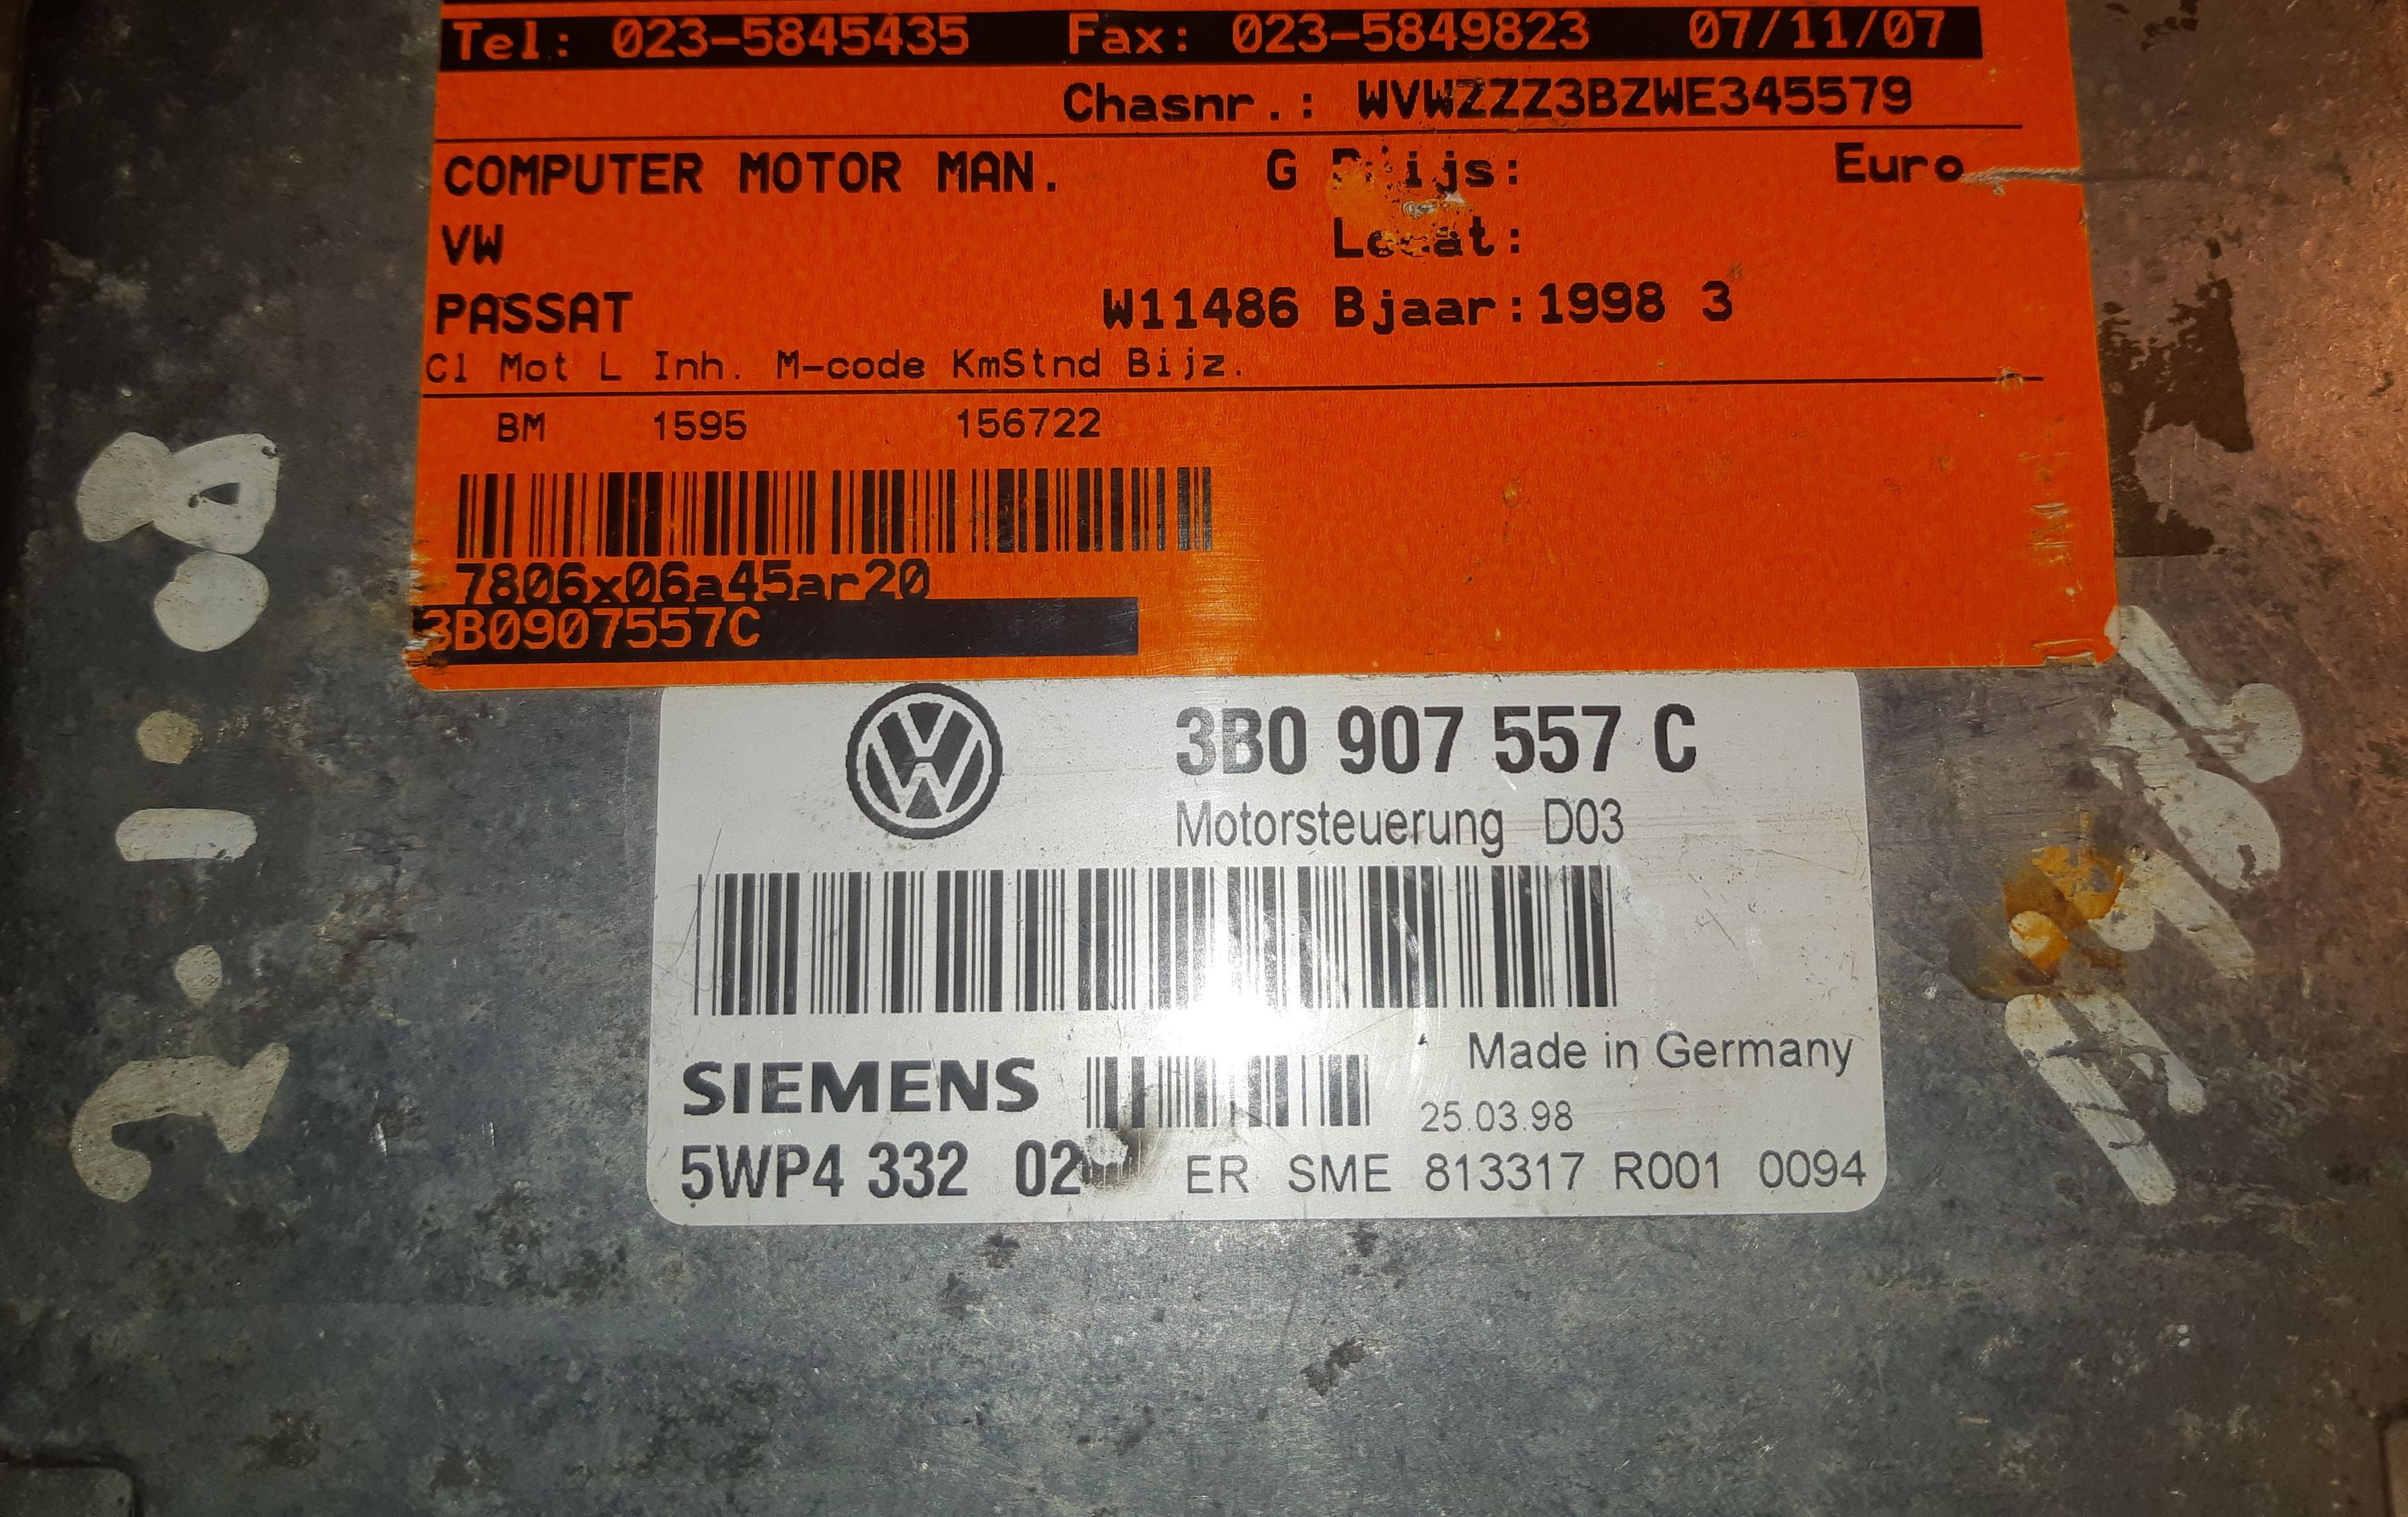 Tel: 023-5845435 Fax: 023-5849823 07/11/07
Chasnr.: WVWZZZ3BZWE345579
COMPUTER MOTOR MAN. G Prijs: Euro
VW Locat:
PASSAT W11486 Bjaar:1998 3
Cl Mot L Inh. M-code KmStnd Bijz.
BM 1595 156722
7806x06a45ar20
3B0907557C
3B0 907 557 C
Motorsteuerung D03
Made in Germany
SIEMENS 25.03.98
5WP4 332 02 ER SME 813317 R001 0094